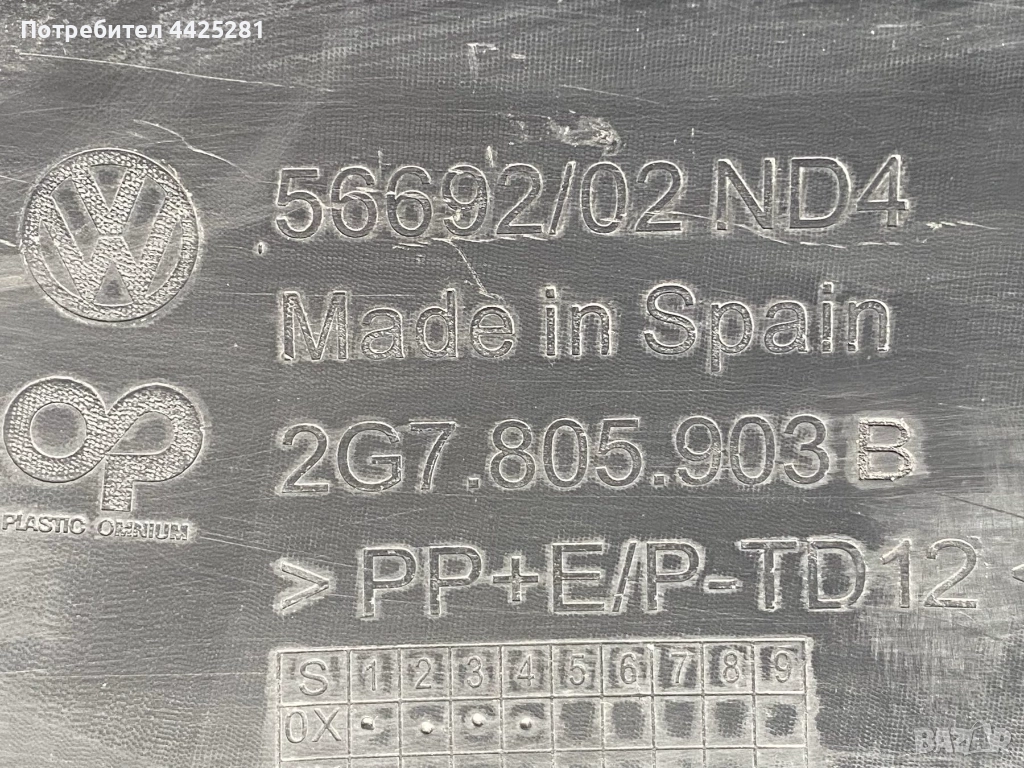 Потребител 4425281
56692/02 ND4
Made in Spain
2G7.805.903 B
PLASTIC OMNIUM
> PP+E/P-TD12 <
S 1 2 3 4 5 6 7 8 9
0X
BAZAR